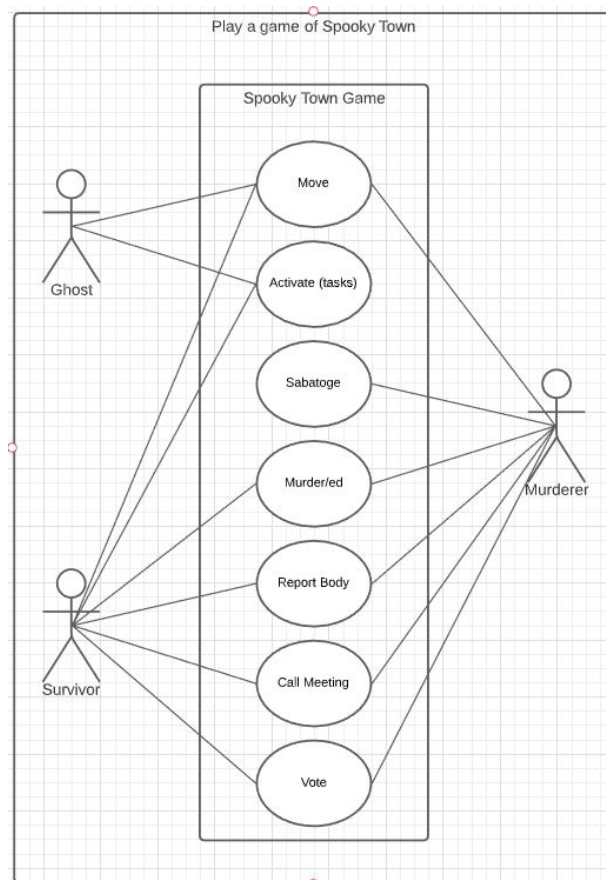 Play a game of Spooky Town
Spooky Town Game
Move
Ghost
Activate (tasks)
Sabatoge
Murder/ed
Murderer
Report Body
Survivor
Call Meeting
Vote